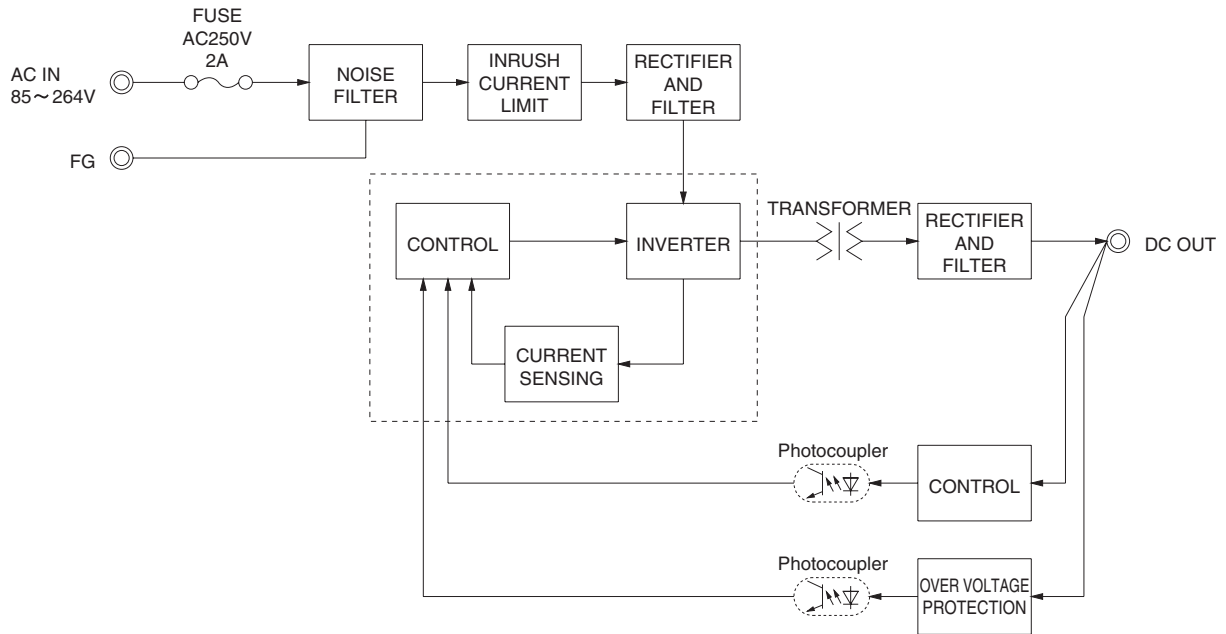 FUSE
AC250V
2A
AC IN
85～264V
FG
NOISE
FILTER
INRUSH
CURRENT
LIMIT
RECTIFIER
AND
FILTER
CONTROL
INVERTER
TRANSFORMER
RECTIFIER
AND
FILTER
DC OUT
CURRENT
SENSING
Photocoupler
CONTROL
Photocoupler
OVER VOLTAGE
PROTECTION